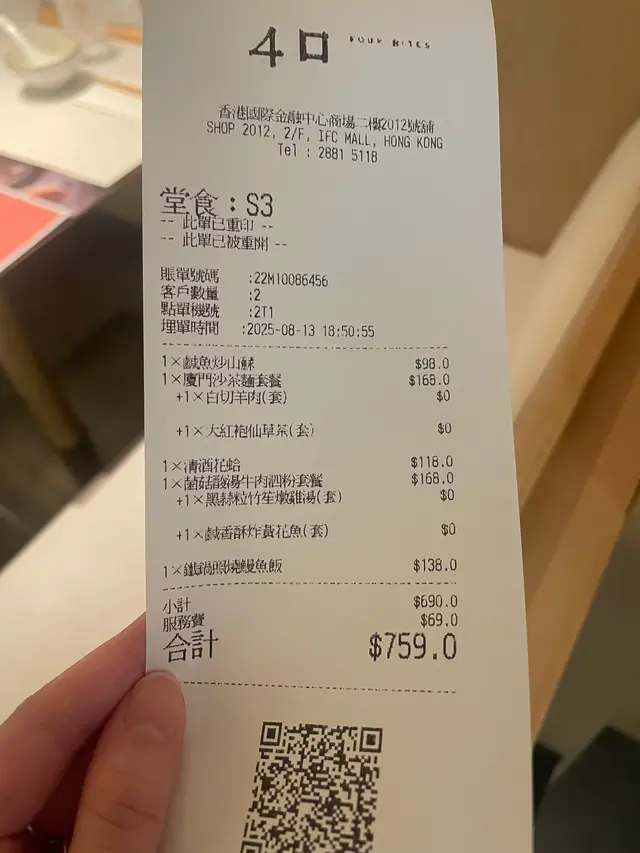 4口 FOUR BITES
香港國際金融中心商場二樓2012號舖
SHOP 2012, 2/F, IFC MALL, HONG KONG
Tel : 2881 5118
堂食：S3
-- 此單已重印 --
-- 此單已被重開 --
賬單號碼 :22M10086456
客戶數量 :2
點單機號 :2T1
埋單時間 :2025-08-13 18:50:55
1×鹹魚炒山蘇 $98.0
1×廈門沙茶麵套餐 $168.0
+1×白切羊肉(套) $0
+1×大紅袍仙草茶(套) $0
1×清酒花蛤 $118.0
1×菌菇酸湯牛肉泗粉套餐 $168.0
+1×黑蒜粒竹笙燉雞湯(套) $0
+1×鹹香酥炸黃花魚(套) $0
1×鐵鍋照燒鰻魚飯 $138.0
小計 $690.0
服務費 $69.0
合計 $759.0